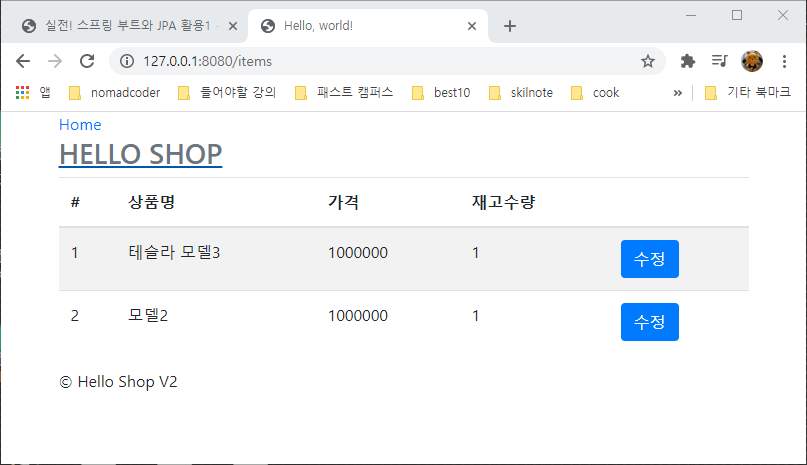 실전! 스프링 부트와 JPA 활용1
Hello, world!
127.0.0.1:8080/items
앱 nomadcoder 들어야할 강의 패스트 캠퍼스 best10 skilnote cook » 기타 북마크
Home
HELLO SHOP
# 상품명 가격 재고수량
1 테슬라 모델3 1000000 1 수정
2 모델2 1000000 1 수정
© Hello Shop V2